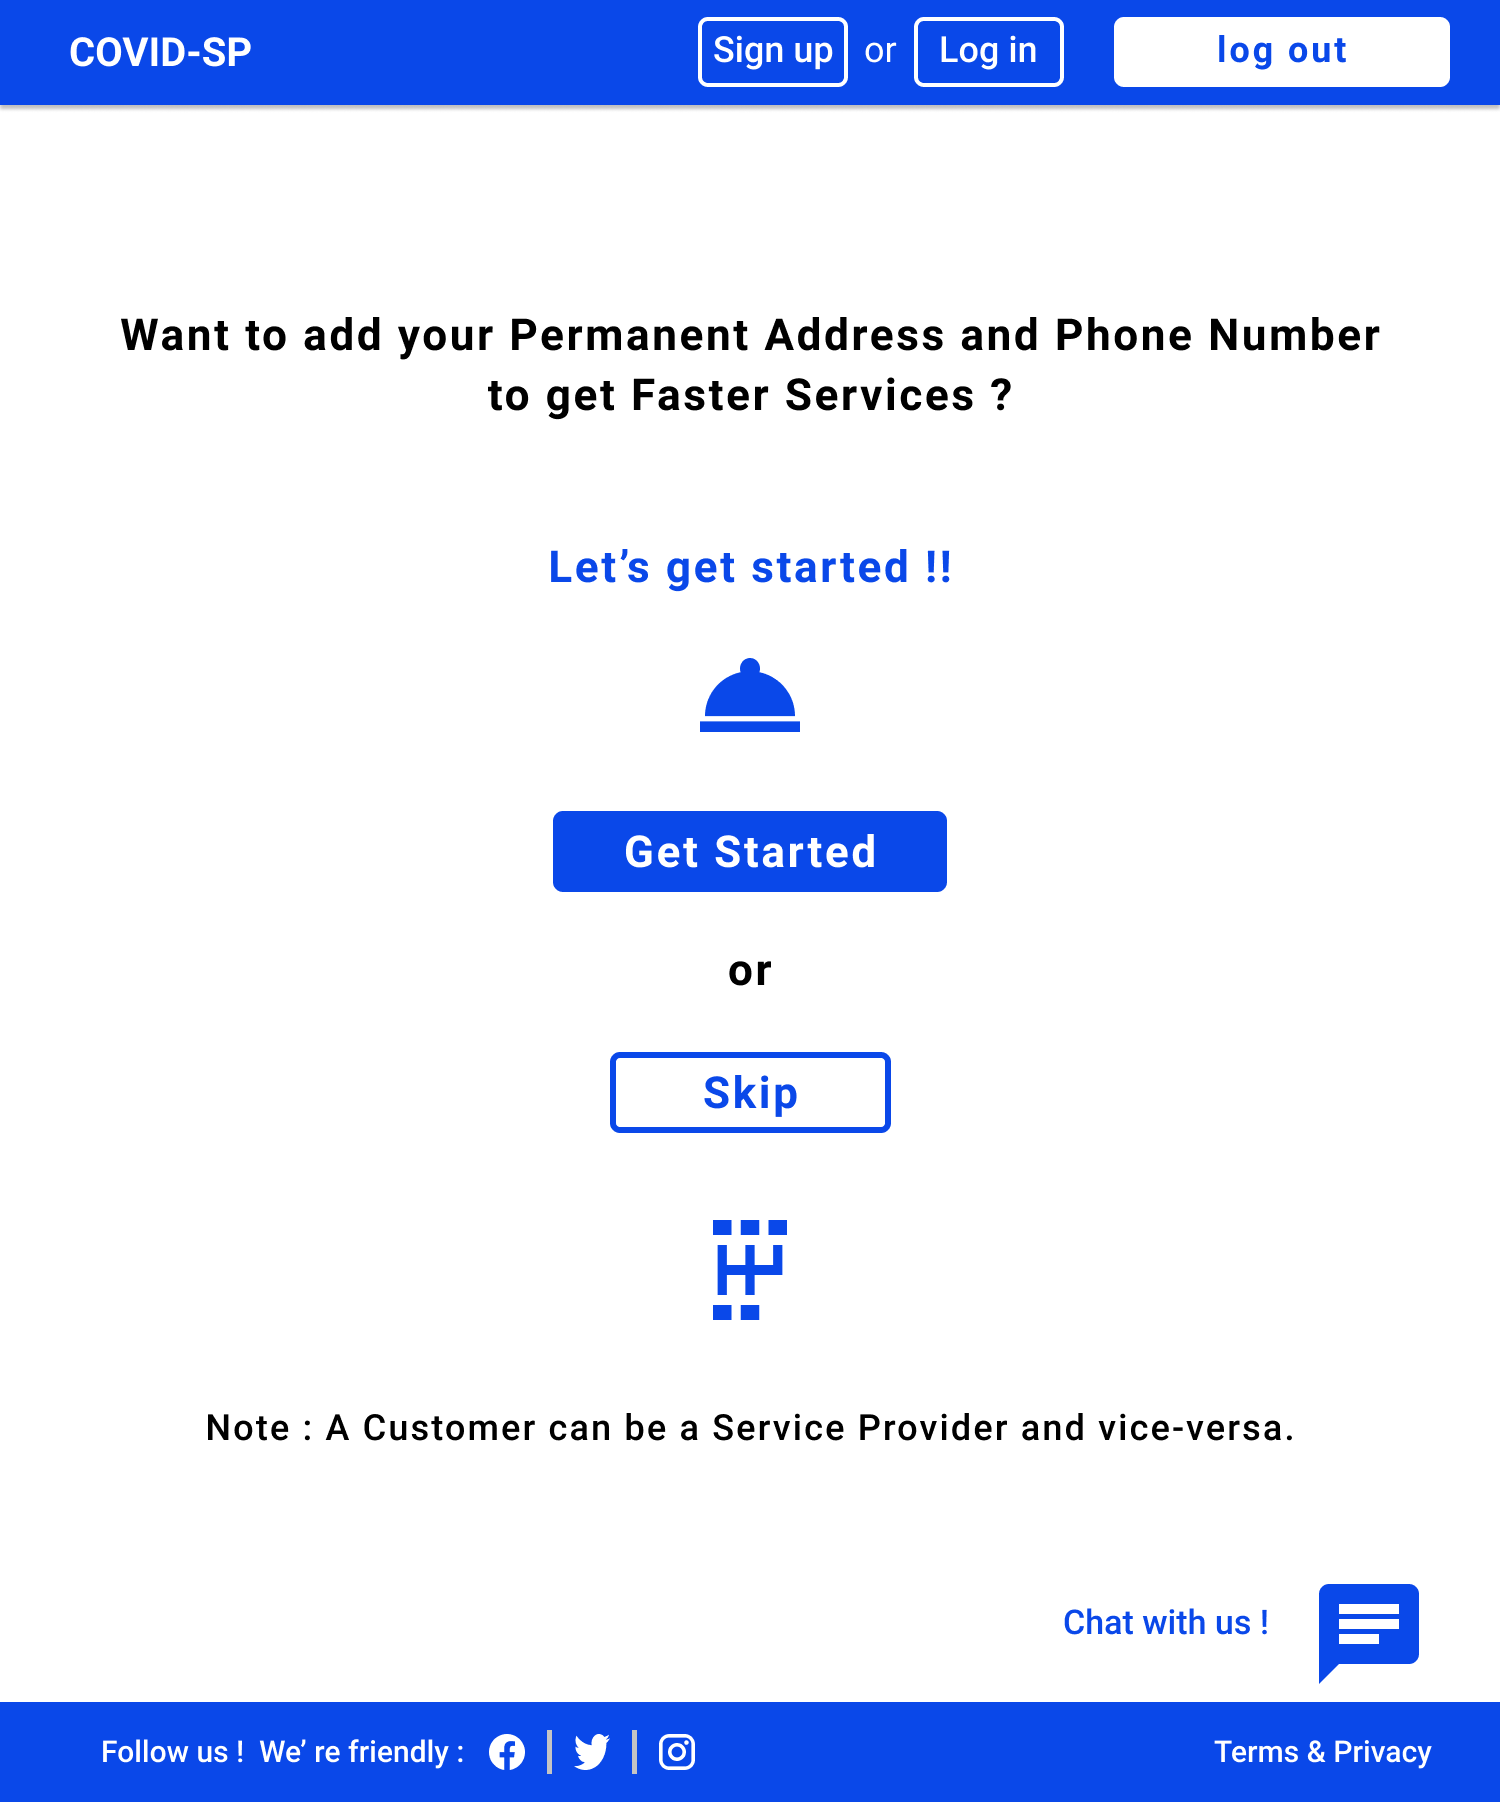 COVID-SP
Sign up or Log in
log out
Want to add your Permanent Address and Phone Number
to get Faster Services ?
Let’s get started !!
Get Started
or
Skip
Note : A Customer can be a Service Provider and vice-versa.
Chat with us !
Follow us !  We’ re friendly :
Terms & Privacy